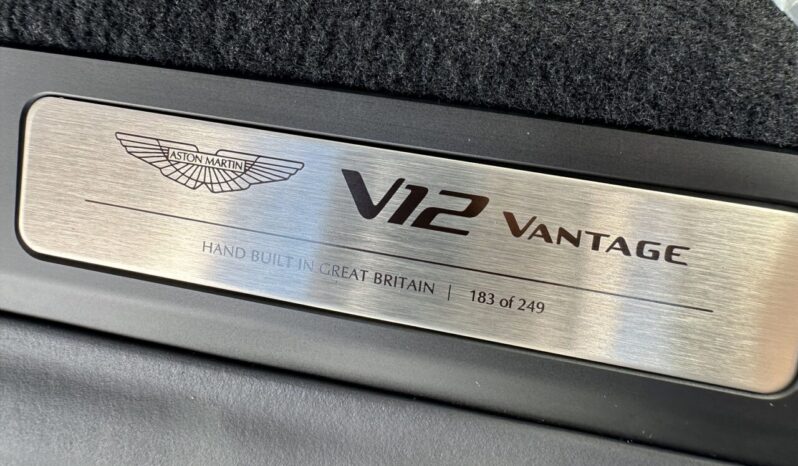 ASTON MARTIN
V12 VANTAGE
HAND BUILT IN GREAT BRITAIN | 183 of 249